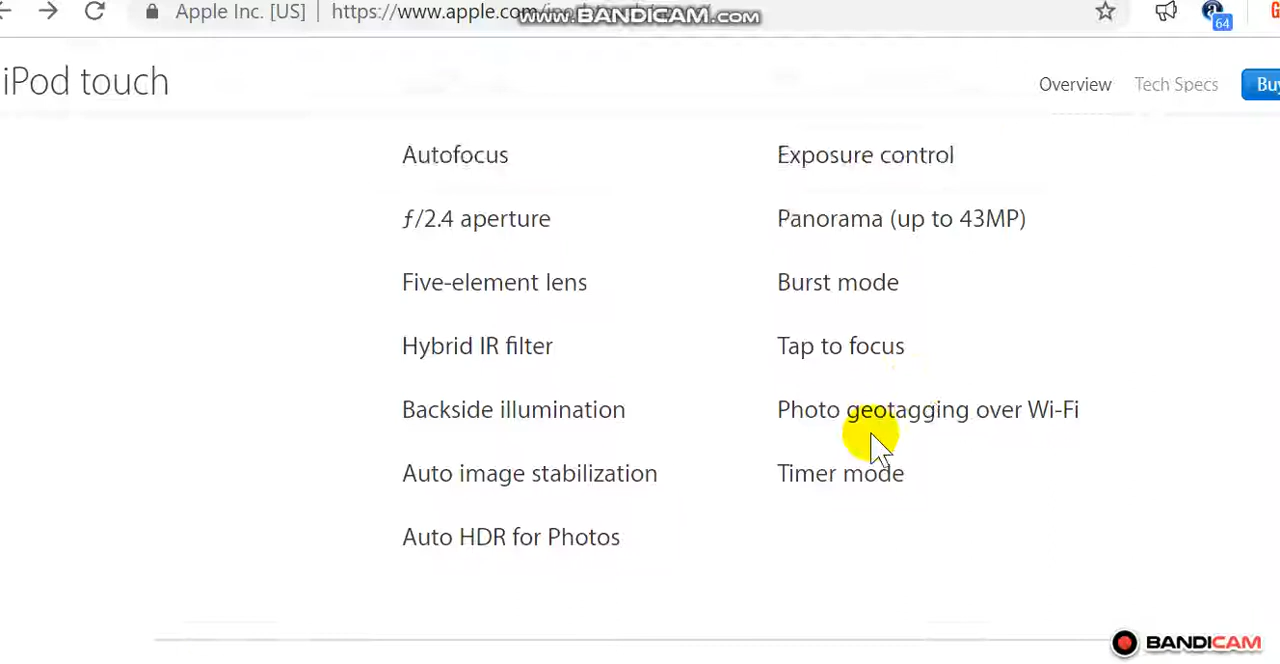 Apple Inc. [US] https://www.apple.com
www.BANDICAM.com
64
iPod touch
Overview Tech Specs
Autofocus Exposure control
ƒ/2.4 aperture Panorama (up to 43MP)
Five-element lens Burst mode
Hybrid IR filter Tap to focus
Backside illumination Photo geotagging over Wi-Fi
Auto image stabilization Timer mode
Auto HDR for Photos
BANDICAM